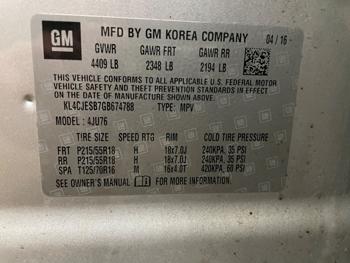 GM
MFD BY GM KOREA COMPANY 04/16
GVWR GAWR FRT GAWR RR
4409 LB 2348 LB 2194 LB
THIS VEHICLE CONFORMS TO ALL APPLICABLE U.S. FEDERAL MOTOR
VEHICLE SAFETY, BUMPER, AND THEFT PREVENTION STANDARDS IN
EFFECT ON THE DATE OF MANUFACTURE SHOWN ABOVE.
KL4CJESB7GB674788 TYPE: MPV
MODEL: 4JU76
TIRE SIZE SPEED RTG RIM COLD TIRE PRESSURE
FRT P215/55R18 H 18x7.0J 240KPA, 35 PSI
RR P215/55R18 H 18x7.0J 240KPA, 35 PSI
SPA T125/70R16 M 16x4.0T 420KPA, 60 PSI
SEE OWNER'S MANUAL FOR MORE INFORMATION.